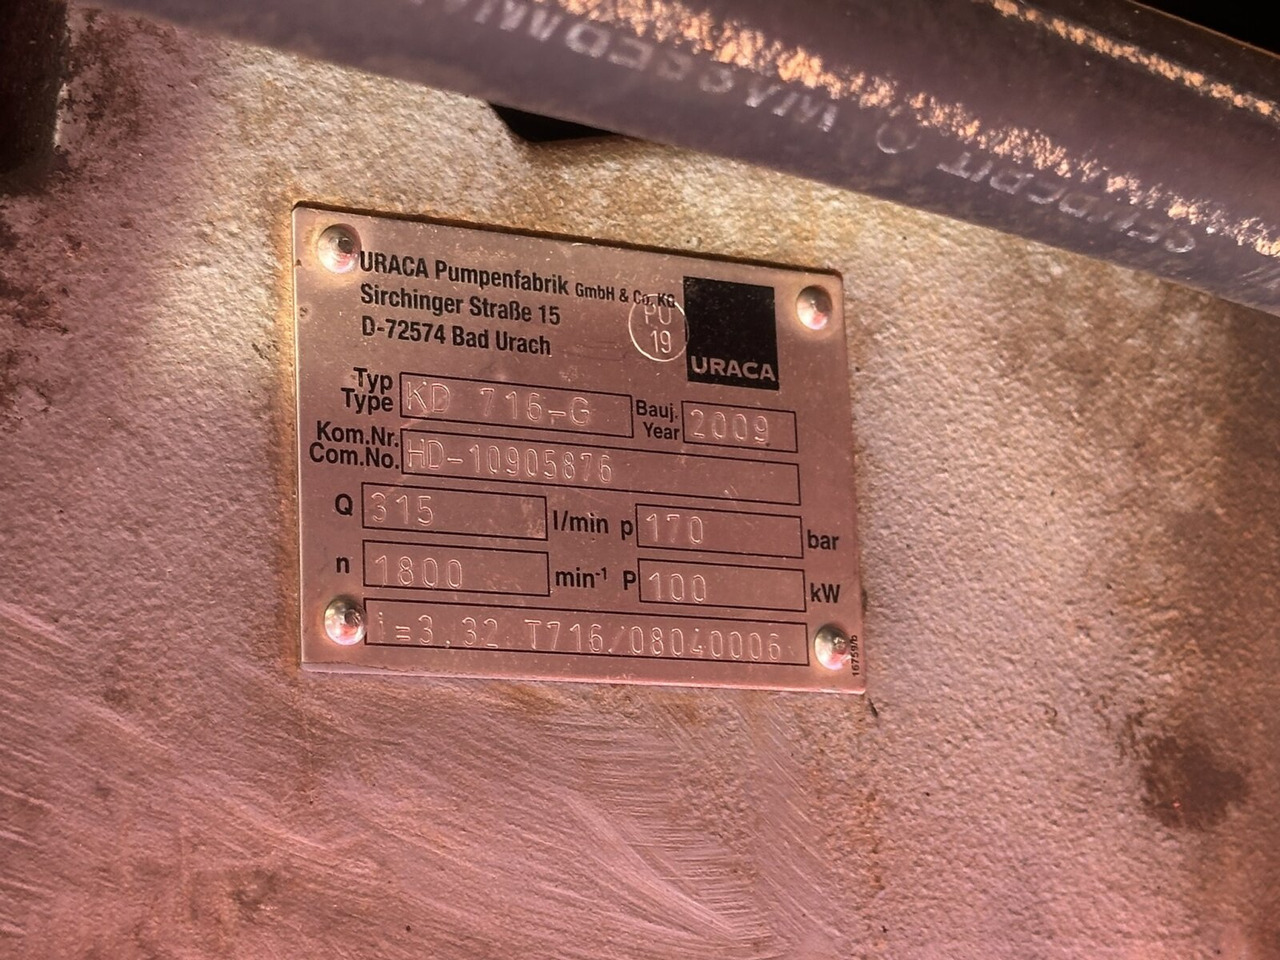 URACA Pumpenfabrik GmbH & Co. KG
Sirchinger Straße 15
D-72574 Bad Urach
PU
19
URACA
Typ
Type KD 716-G Bauj. Year 2009
Kom.Nr.
Com.No. HD-10905876
Q 315 l/min p 170 bar
n 1800 min⁻¹ P 100 kW
i=3,32 T716/08040006
16759/b